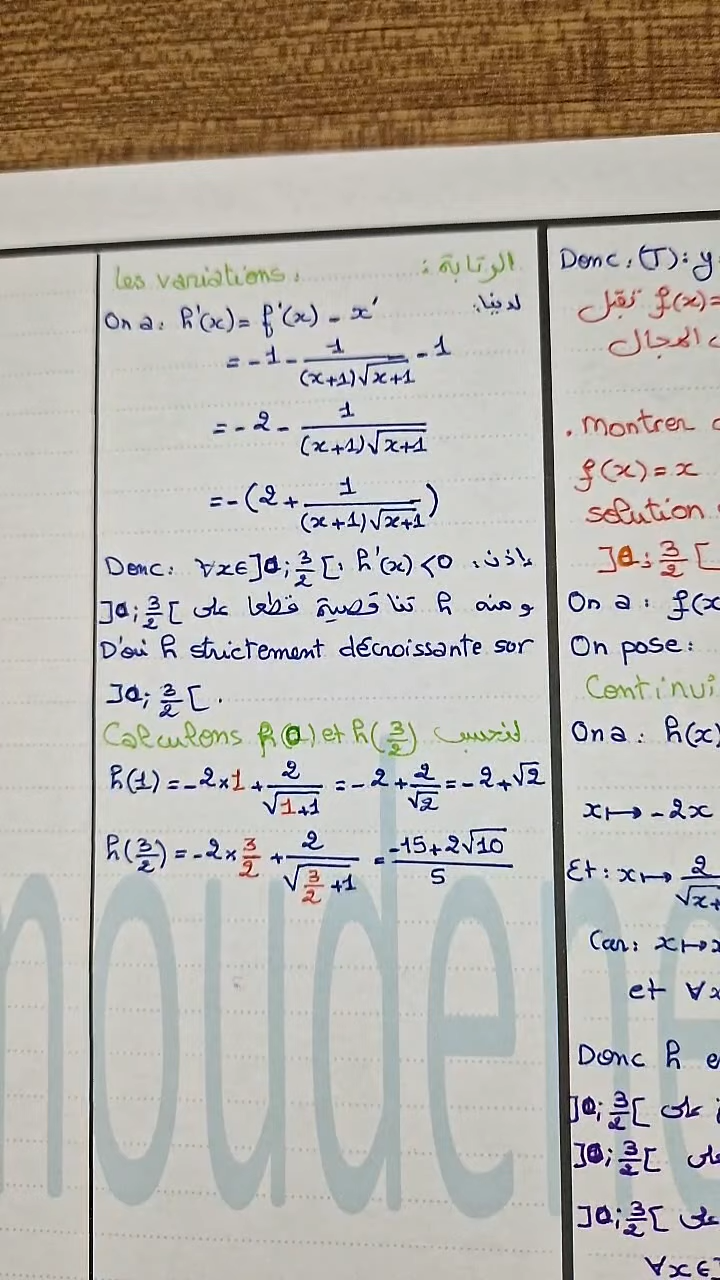 les variations: الرتابة:
On a: h'(x) = f'(x) - x' لدينا:
= -1 - 1/((x+1)√(x+1)) - 1
= -2 - 1/((x+1)√(x+1))
= -(2 + 1/((x+1)√(x+1)))
Donc: ∀x∈]0; 3/2[: h'(x) < 0 إذن:
ومنه h تناقصية قطعا على ]0; 3/2[
D'où h strictement décroissante sur
]0; 3/2[.
Calculons h(0) et h(3/2) لنحسب
h(1) = -2×1 + 2/√(1+1) = -2 + 2/√2 = -2+√2
h(3/2) = -2×3/2 + 2/√(3/2+1) = (-15+2√10)/5
Donc: (T): y
تقبل f(x)=
المجال
. montrer
f(x) = x
solution
]0; 3/2[
On a: f(x
On pose:
Continui
On a: h(x)
x ⟼ -2x
Et: x ⟼ 2/√x+
Car: x ⟼ x
et ∀x
Donc h e
]0; 3/2[ على
]0; 3/2[ على
]0; 3/2[ على
∀x∈
noudene